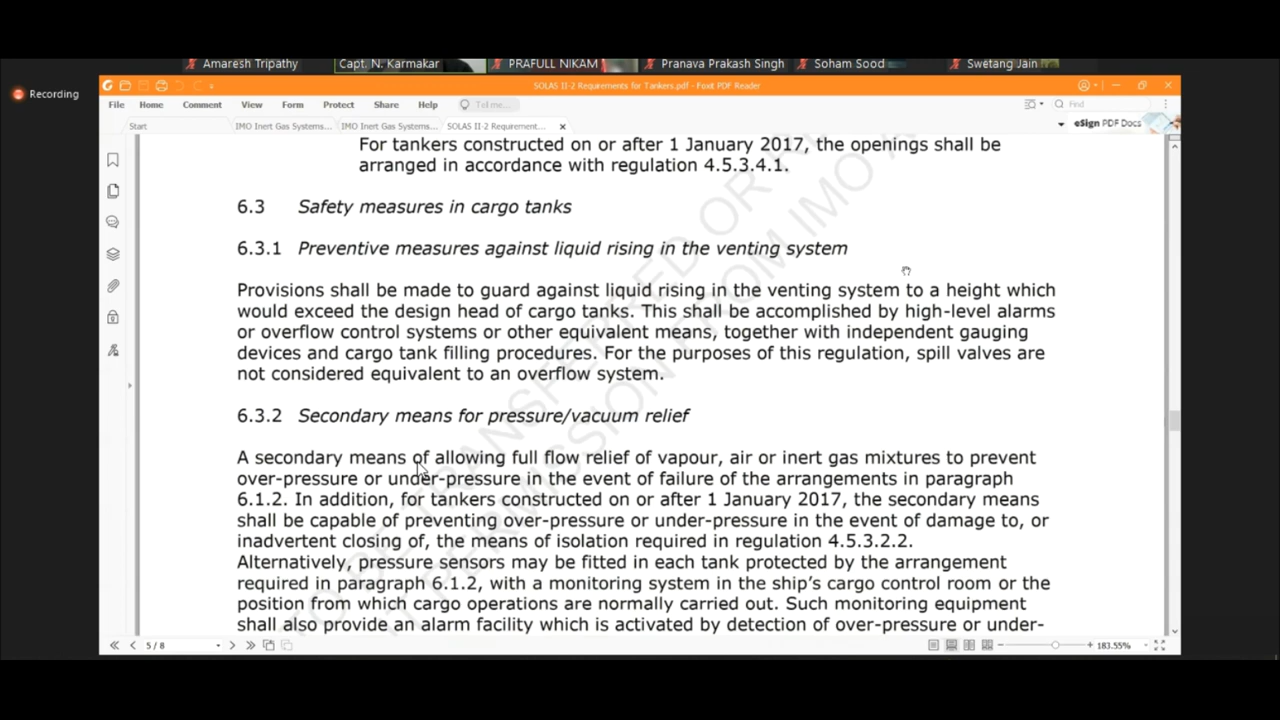 Amaresh Tripathy Capt. N. Karmakar PRAFULL NIKAM Pranava Prakash Singh Soham Sood Swetang Jain
Recording
SOLAS II-2 Requirements for Tankers.pdf - Foxit PDF Reader
File Home Comment View Form Protect Share Help Tell me... Find
Start IMO Inert Gas Systems... IMO Inert Gas Systems... SOLAS II-2 Requirement... eSign PDF Docs
For tankers constructed on or after 1 January 2017, the openings shall be
arranged in accordance with regulation 4.5.3.4.1.
6.3 Safety measures in cargo tanks
6.3.1 Preventive measures against liquid rising in the venting system
Provisions shall be made to guard against liquid rising in the venting system to a height which
would exceed the design head of cargo tanks. This shall be accomplished by high-level alarms
or overflow control systems or other equivalent means, together with independent gauging
devices and cargo tank filling procedures. For the purposes of this regulation, spill valves are
not considered equivalent to an overflow system.
6.3.2 Secondary means for pressure/vacuum relief
A secondary means of allowing full flow relief of vapour, air or inert gas mixtures to prevent
over-pressure or under-pressure in the event of failure of the arrangements in paragraph
6.1.2. In addition, for tankers constructed on or after 1 January 2017, the secondary means
shall be capable of preventing over-pressure or under-pressure in the event of damage to, or
inadvertent closing of, the means of isolation required in regulation 4.5.3.2.2.
Alternatively, pressure sensors may be fitted in each tank protected by the arrangement
required in paragraph 6.1.2, with a monitoring system in the ship's cargo control room or the
position from which cargo operations are normally carried out. Such monitoring equipment
shall also provide an alarm facility which is activated by detection of over-pressure or under-
5 / 8 183.55%